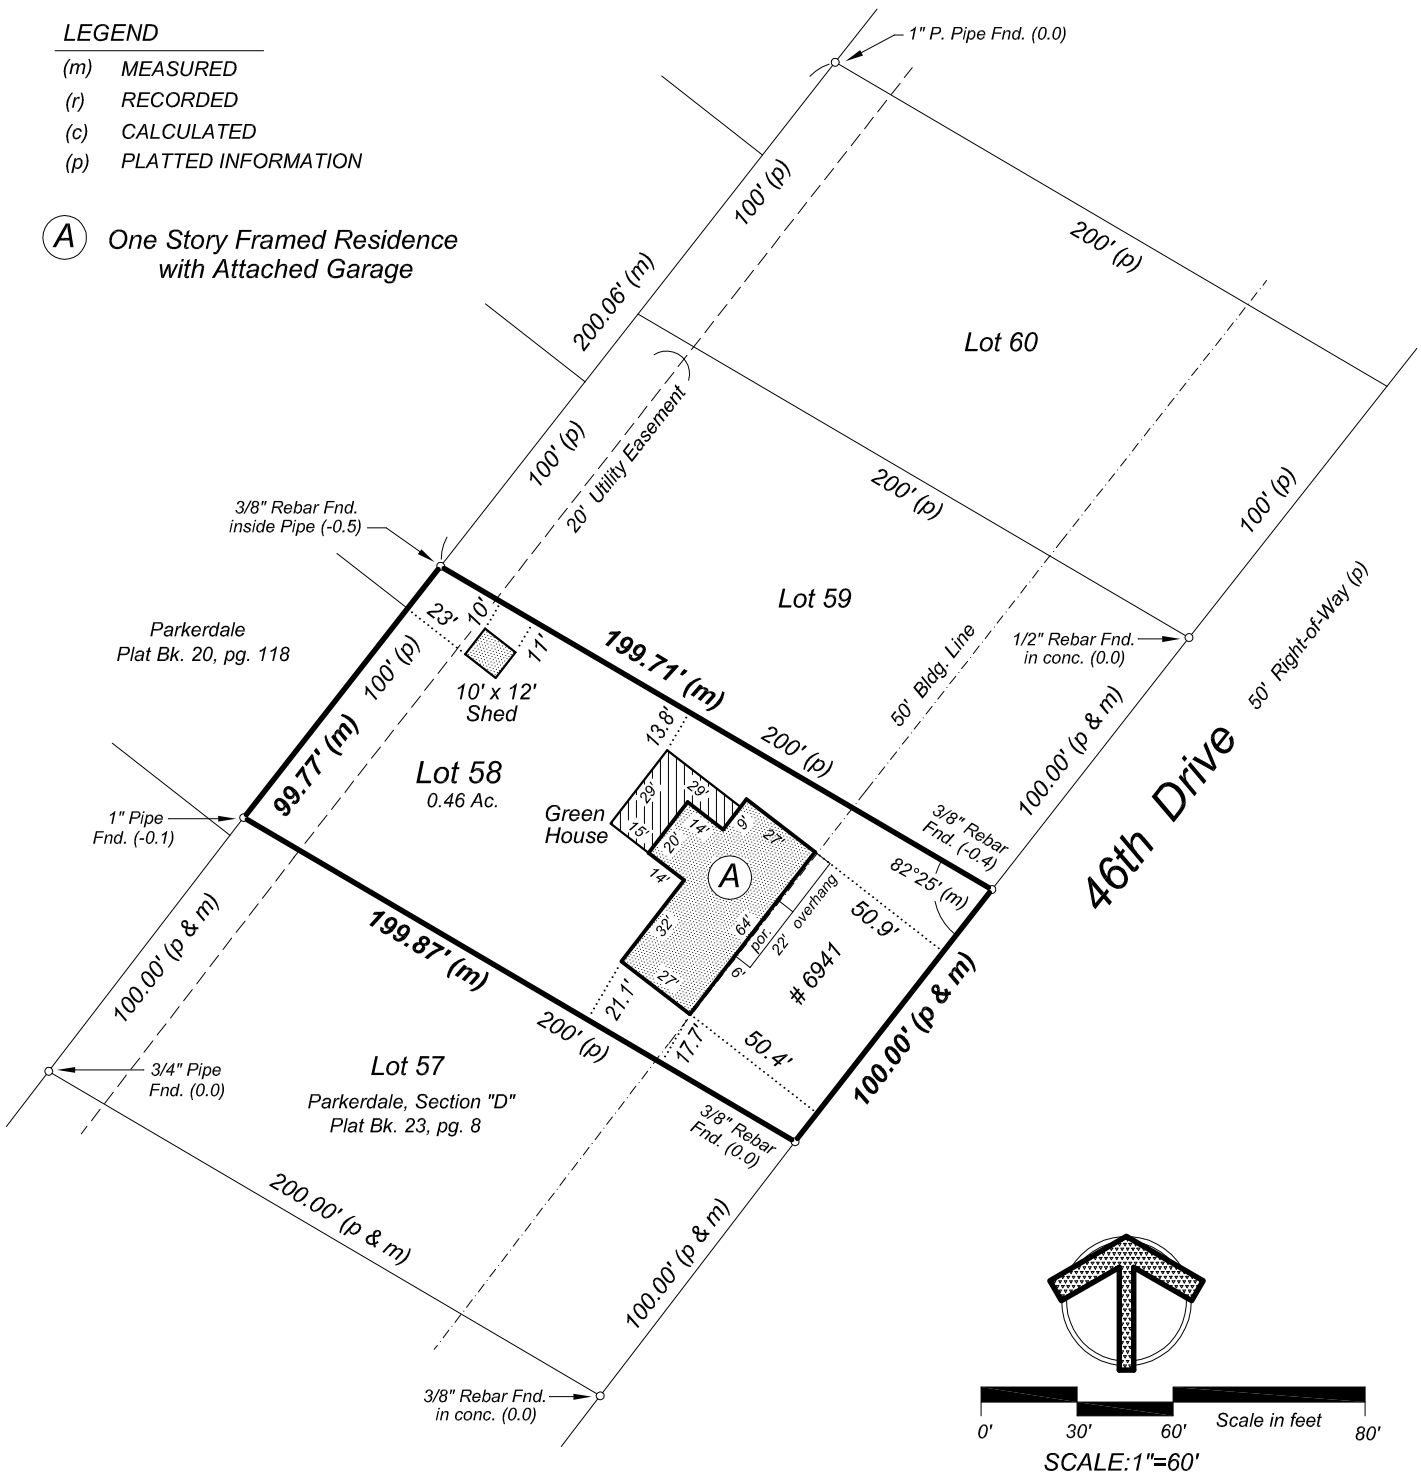 LEGEND
(m) MEASURED
(r) RECORDED
(c) CALCULATED
(p) PLATTED INFORMATION
A One Story Framed Residence
with Attached Garage
1" P. Pipe Fnd. (0.0)
100' (p)
200' (p)
200.06' (m)
Lot 60
100' (p)
20' Utility Easement
200' (p)
100' (p)
3/8" Rebar Fnd.
inside Pipe (-0.5)
Lot 59
50' Bldg. Line
1/2" Rebar Fnd.
in conc. (0.0)
50' Right-of-Way (p)
46th Drive
100.00' (p & m)
Parkerdale
Plat Bk. 20, pg. 118
23'
10'
11'
10' x 12'
Shed
100' (p)
99.77' (m)
199.71' (m)
200' (p)
13.8'
Lot 58
0.46 Ac.
Green
House
29'
29'
15'
20'
14'
9'
27'
14'
A
32'
64'
27'
por.
22' overhang
6'
50.9'
# 6941
82°25' (m)
3/8" Rebar
Fnd. (-0.4)
1" Pipe
Fnd. (-0.1)
199.87' (m)
200' (p)
21.1'
17.7'
50.4'
100.00' (p & m)
100.00' (p & m)
3/4" Pipe
Fnd. (0.0)
Lot 57
Parkerdale, Section "D"
Plat Bk. 23, pg. 8
3/8" Rebar
Fnd. (0.0)
200.00' (p & m)
100.00' (p & m)
3/8" Rebar Fnd.
in conc. (0.0)
0' 30' 60' 80'
Scale in feet
SCALE:1"=60'